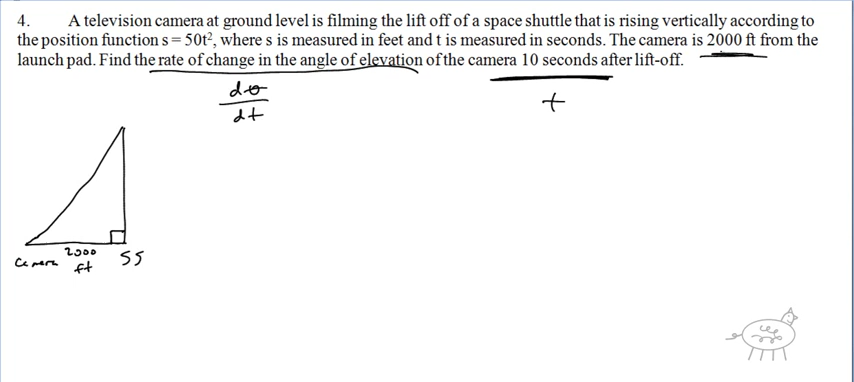 4. A television camera at ground level is filming the lift off of a space shuttle that is rising vertically according to
the position function s = 50t², where s is measured in feet and t is measured in seconds. The camera is 2000 ft from the
launch pad. Find the rate of change in the angle of elevation of the camera 10 seconds after lift-off.
dθ
dt
t
2000
ft
Camera
SS